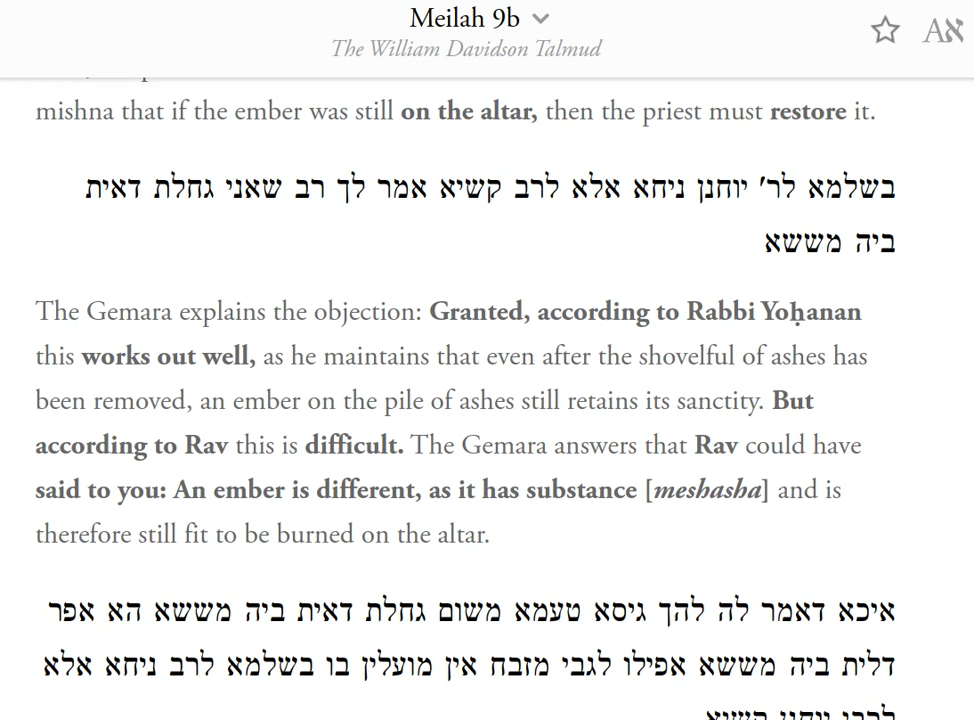 Meilah 9b
The William Davidson Talmud
Aא
mishna that if the ember was still on the altar, then the priest must restore it.
בשלמא לר׳ יוחנן ניחא אלא לרב קשיא אמר לך רב שאני גחלת דאית
ביה מששא
The Gemara explains the objection: Granted, according to Rabbi Yoḥanan
this works out well, as he maintains that even after the shovelful of ashes has
been removed, an ember on the pile of ashes still retains its sanctity. But
according to Rav this is difficult. The Gemara answers that Rav could have
said to you: An ember is different, as it has substance [meshasha] and is
therefore still fit to be burned on the altar.
איכא דאמר לה להך גיסא טעמא משום גחלת דאית ביה מששא הא אפר
דלית ביה מששא אפילו לגבי מזבח אין מועלין בו בשלמא לרב ניחא אלא
לרבי יוחנן קשיא